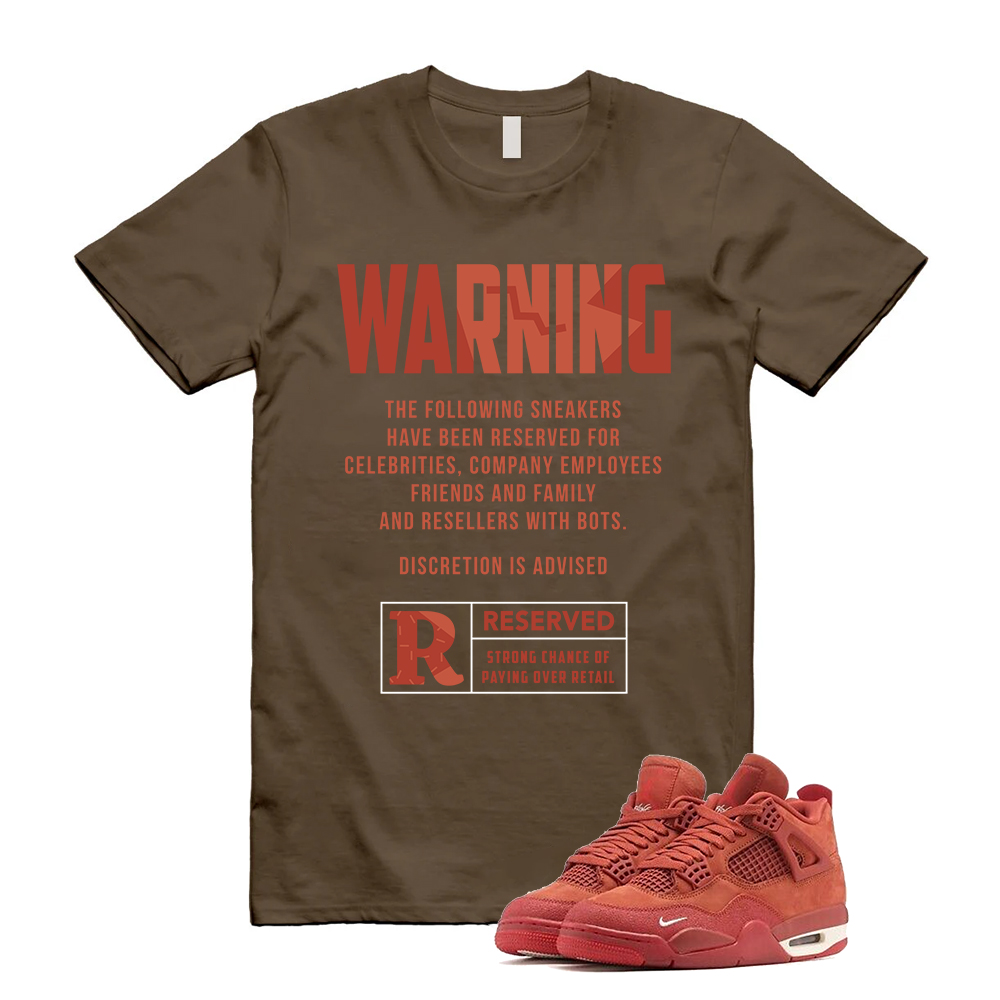 WARNING
THE FOLLOWING SNEAKERS
HAVE BEEN RESERVED FOR
CELEBRITIES, COMPANY EMPLOYEES
FRIENDS AND FAMILY
AND RESELLERS WITH BOTS.
DISCRETION IS ADVISED
R
RESERVED
STRONG CHANCE OF
PAYING OVER RETAIL